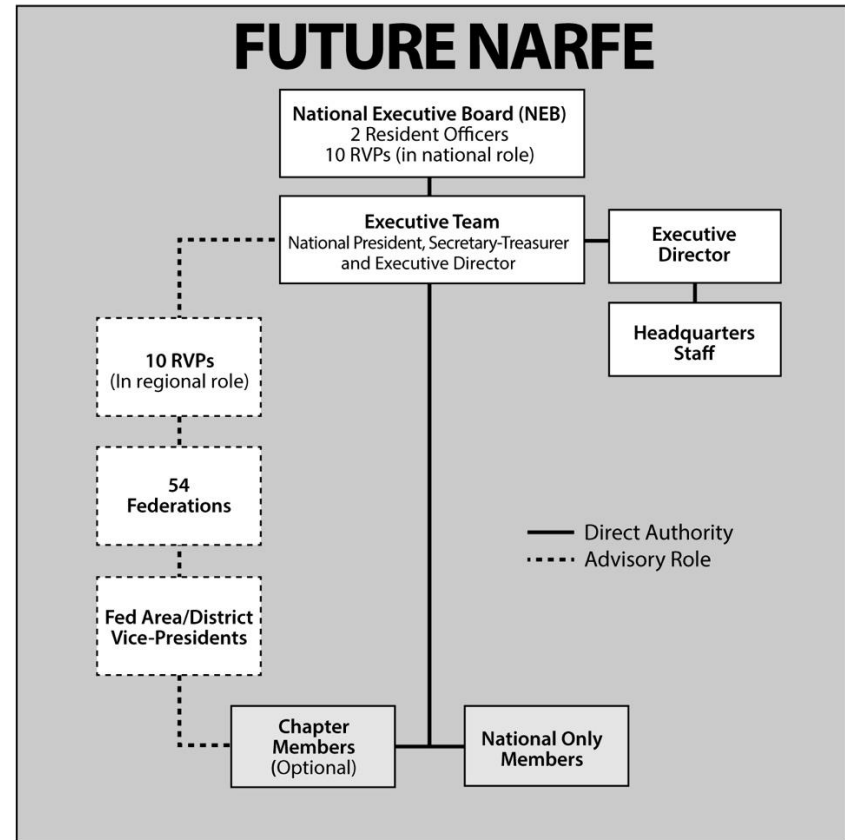 FUTURE NARFE
National Executive Board (NEB)
2 Resident Officers
10 RVPs (in national role)
Executive Team
National President, Secretary-Treasurer
and Executive Director
Executive
Director
Headquarters
Staff
10 RVPs
(In regional role)
54
Federations
Fed Area/District
Vice-Presidents
Direct Authority
Advisory Role
Chapter
Members
(Optional)
National Only
Members